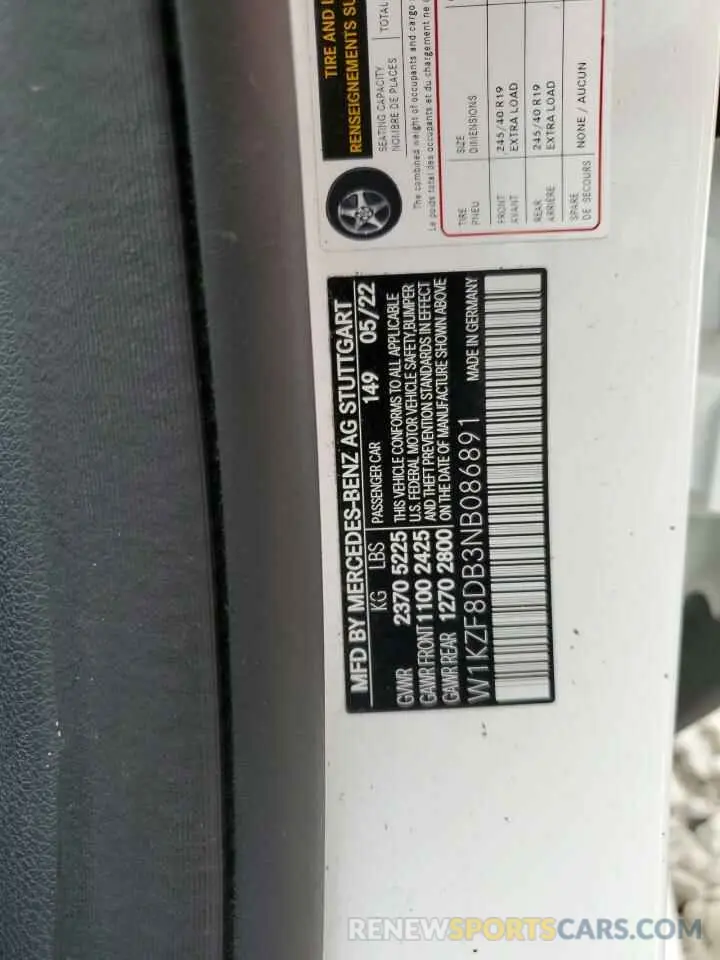 MFD BY MERCEDES-BENZ AG STUTTGART
KG LBS PASSENGER CAR 149 05/22
GVWR 2370 5225
GAWR FRONT 1100 2425
GAWR REAR 1270 2800
THIS VEHICLE CONFORMS TO ALL APPLICABLE
U.S. FEDERAL MOTOR VEHICLE SAFETY,BUMPER
AND THEFT PREVENTION STANDARDS IN EFFECT
ON THE DATE OF MANUFACTURE SHOWN ABOVE
W1KZF8DB3NB086891 MADE IN GERMANY
TIRE AND
RENSEIGNEMENTS
SEATING CAPACITY
NOMBRE DE PLACES
TOTAL
The combined weight of occupants and cargo
Le poids total des occupants et du chargement ne
TIRE SIZE
PNEU DIMENSIONS
FRONT 245/40 R19
AVANT EXTRA LOAD
REAR 245/40 R19
ARRIÈRE EXTRA LOAD
SPARE NONE / AUCUN
DE SECOURS
RENEWSPORTSCARS.COM